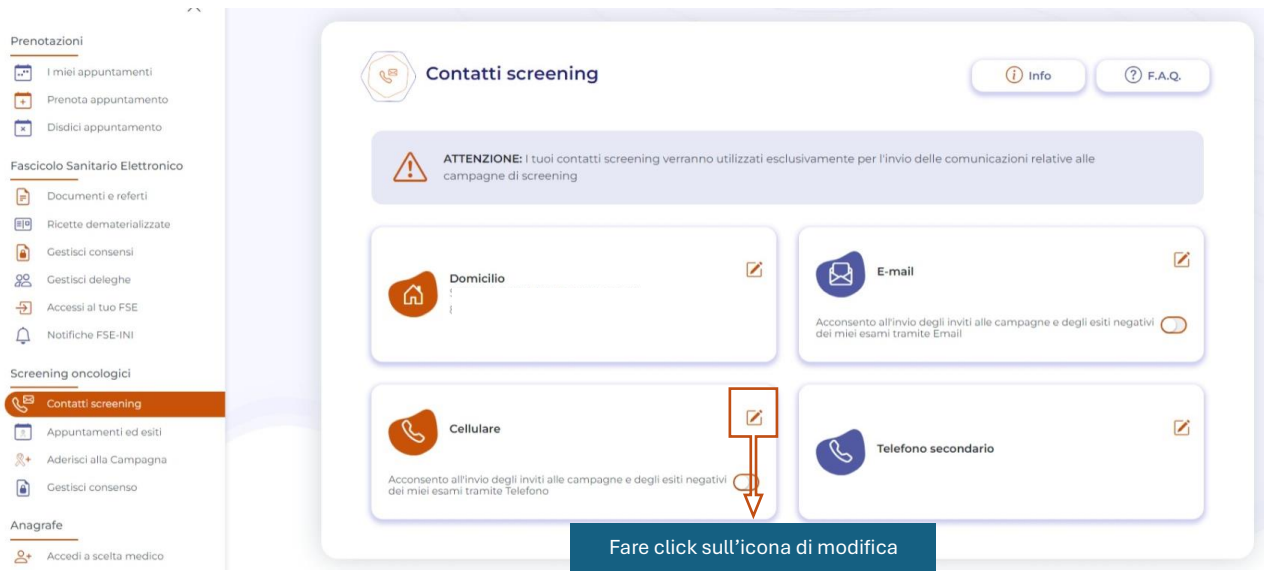 Prenotazioni
I miei appuntamenti
Prenota appuntamento
Disdici appuntamento
Fascicolo Sanitario Elettronico
Documenti e referti
Ricette dematerializzate
Gestisci consensi
Gestisci deleghe
Accessi al tuo FSE
Notifiche FSE-INI
Screening oncologici
Contatti screening
Appuntamenti ed esiti
Aderisci alla Campagna
Gestisci consenso
Anagrafe
Accedi a scelta medico
Contatti screening
Info
F.A.Q.
ATTENZIONE: I tuoi contatti screening verranno utilizzati esclusivamente per l'invio delle comunicazioni relative alle
campagne di screening
Domicilio
E-mail
Acconsento all'invio degli inviti alle campagne e degli esiti negativi
dei miei esami tramite Email
Cellulare
Acconsento all'invio degli inviti alle campagne e degli esiti negativi
dei miei esami tramite Telefono
Telefono secondario
Fare click sull’icona di modifica